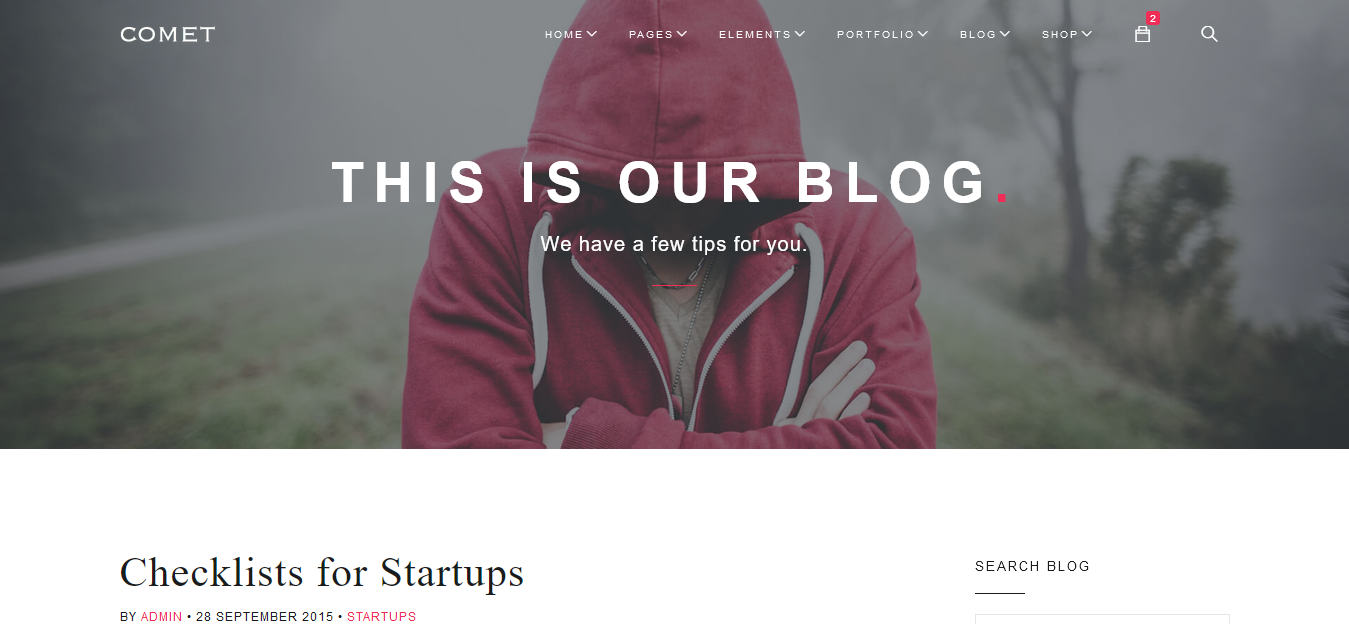 COMET HOME PAGES ELEMENTS PORTFOLIO BLOG SHOP 2
THIS IS OUR BLOG.
We have a few tips for you.
Checklists for Startups
SEARCH BLOG
BY ADMIN • 28 SEPTEMBER 2015 • STARTUPS